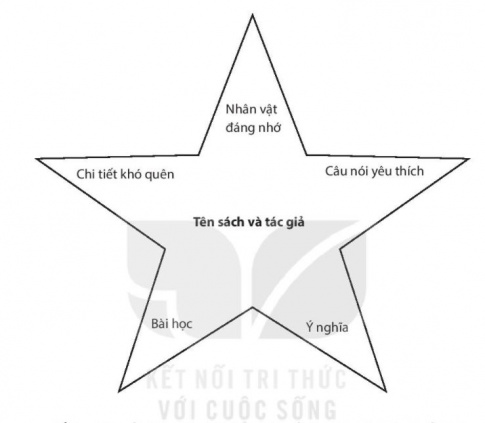 Nhân vật
đáng nhớ
Chi tiết khó quên
Câu nói yêu thích
Tên sách và tác giả
Bài học
Ý nghĩa
KẾT NỐI TRI THỨC
VỚI CUỘC SỐNG